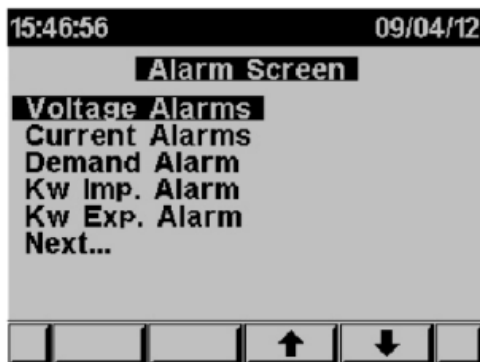 15:46:56 09/04/12
Alarm Screen
Voltage Alarms
Current Alarms
Demand Alarm
Kw Imp. Alarm
Kw Exp. Alarm
Next...